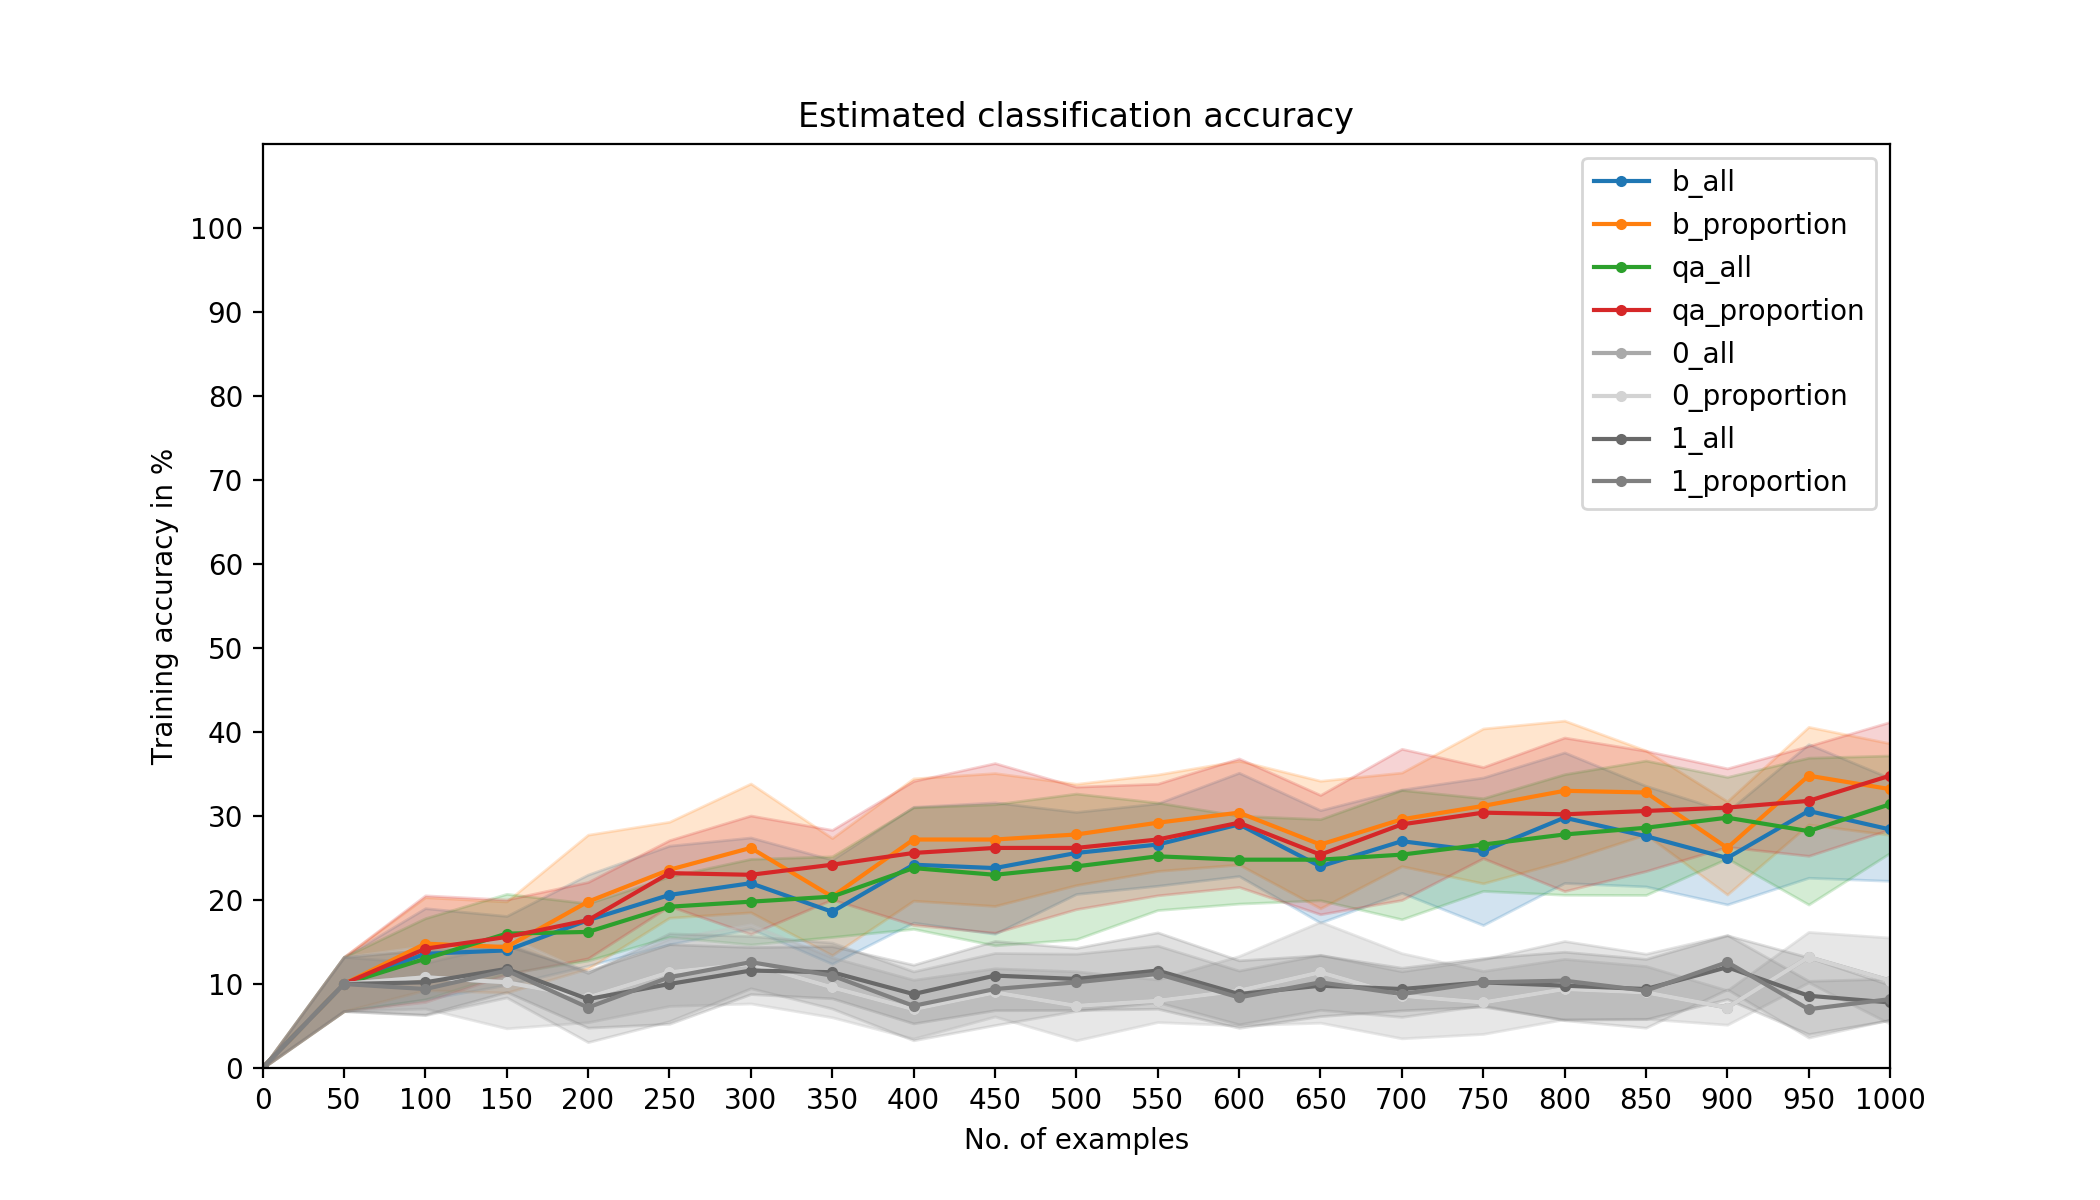 Estimated classification accuracy
b_all
b_proportion
qa_all
qa_proportion
0_all
0_proportion
1_all
1_proportion
Training accuracy in %
100
90
80
70
60
50
40
30
20
10
0
0 50 100 150 200 250 300 350 400 450 500 550 600 650 700 750 800 850 900 950 1000
No. of examples